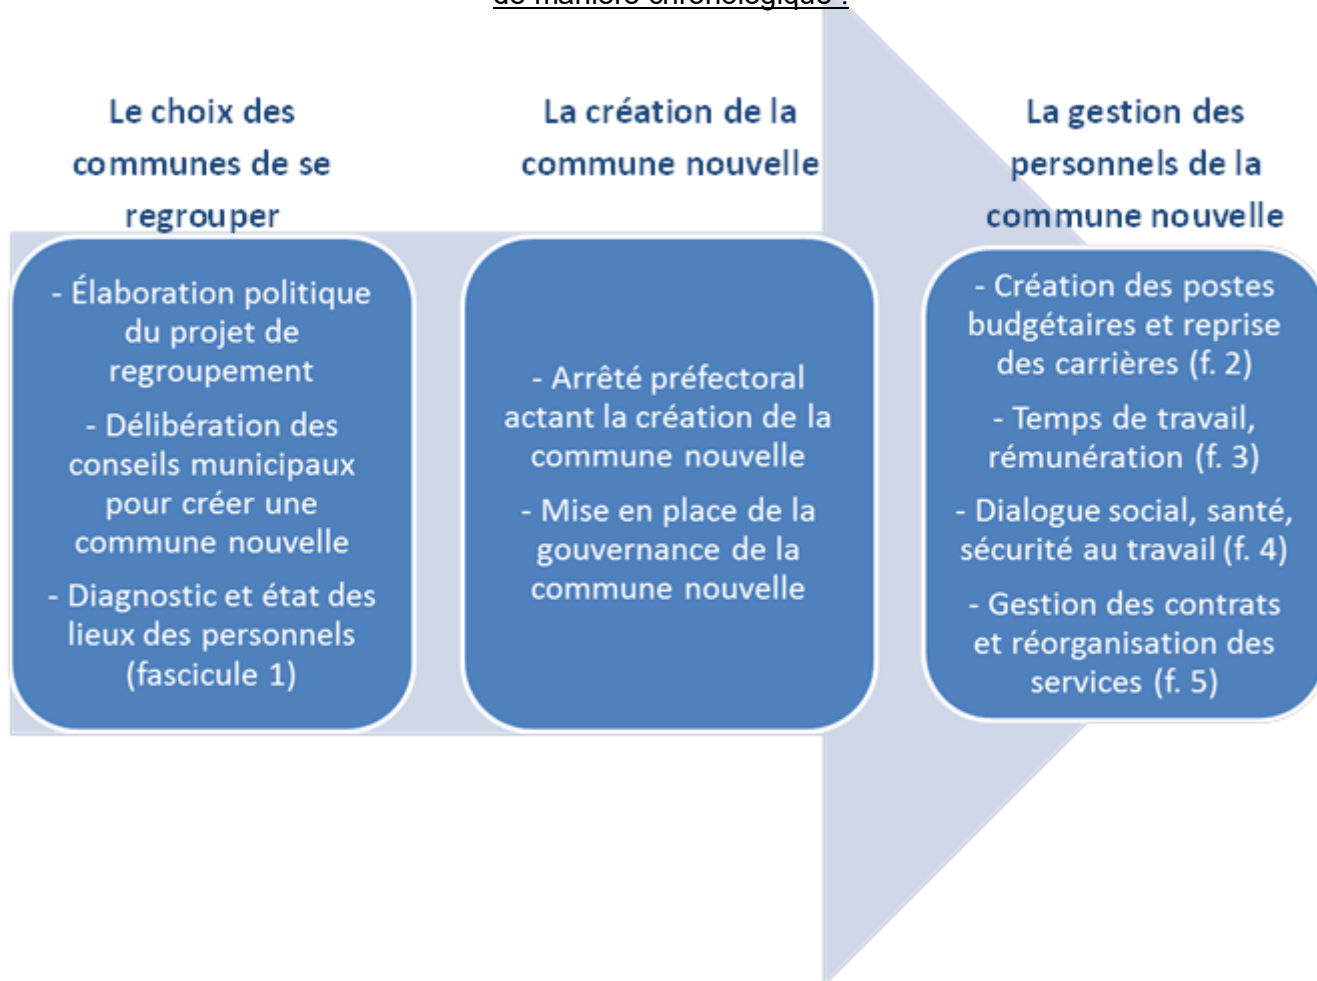 de manière chronologique :
Le choix des
communes de se
regrouper
- Élaboration politique
du projet de
regroupement
- Délibération des
conseils municipaux
pour créer une
commune nouvelle
- Diagnostic et état des
lieux des personnels
(fascicule 1)
La création de la
commune nouvelle
- Arrêté préfectoral
actant la création de la
commune nouvelle
- Mise en place de la
gouvernance de la
commune nouvelle
La gestion des
personnels de la
commune nouvelle
- Création des postes
budgétaires et reprise
des carrières (f. 2)
- Temps de travail,
rémunération (f. 3)
- Dialogue social, santé,
sécurité au travail (f. 4)
- Gestion des contrats
et réorganisation des
services (f. 5)